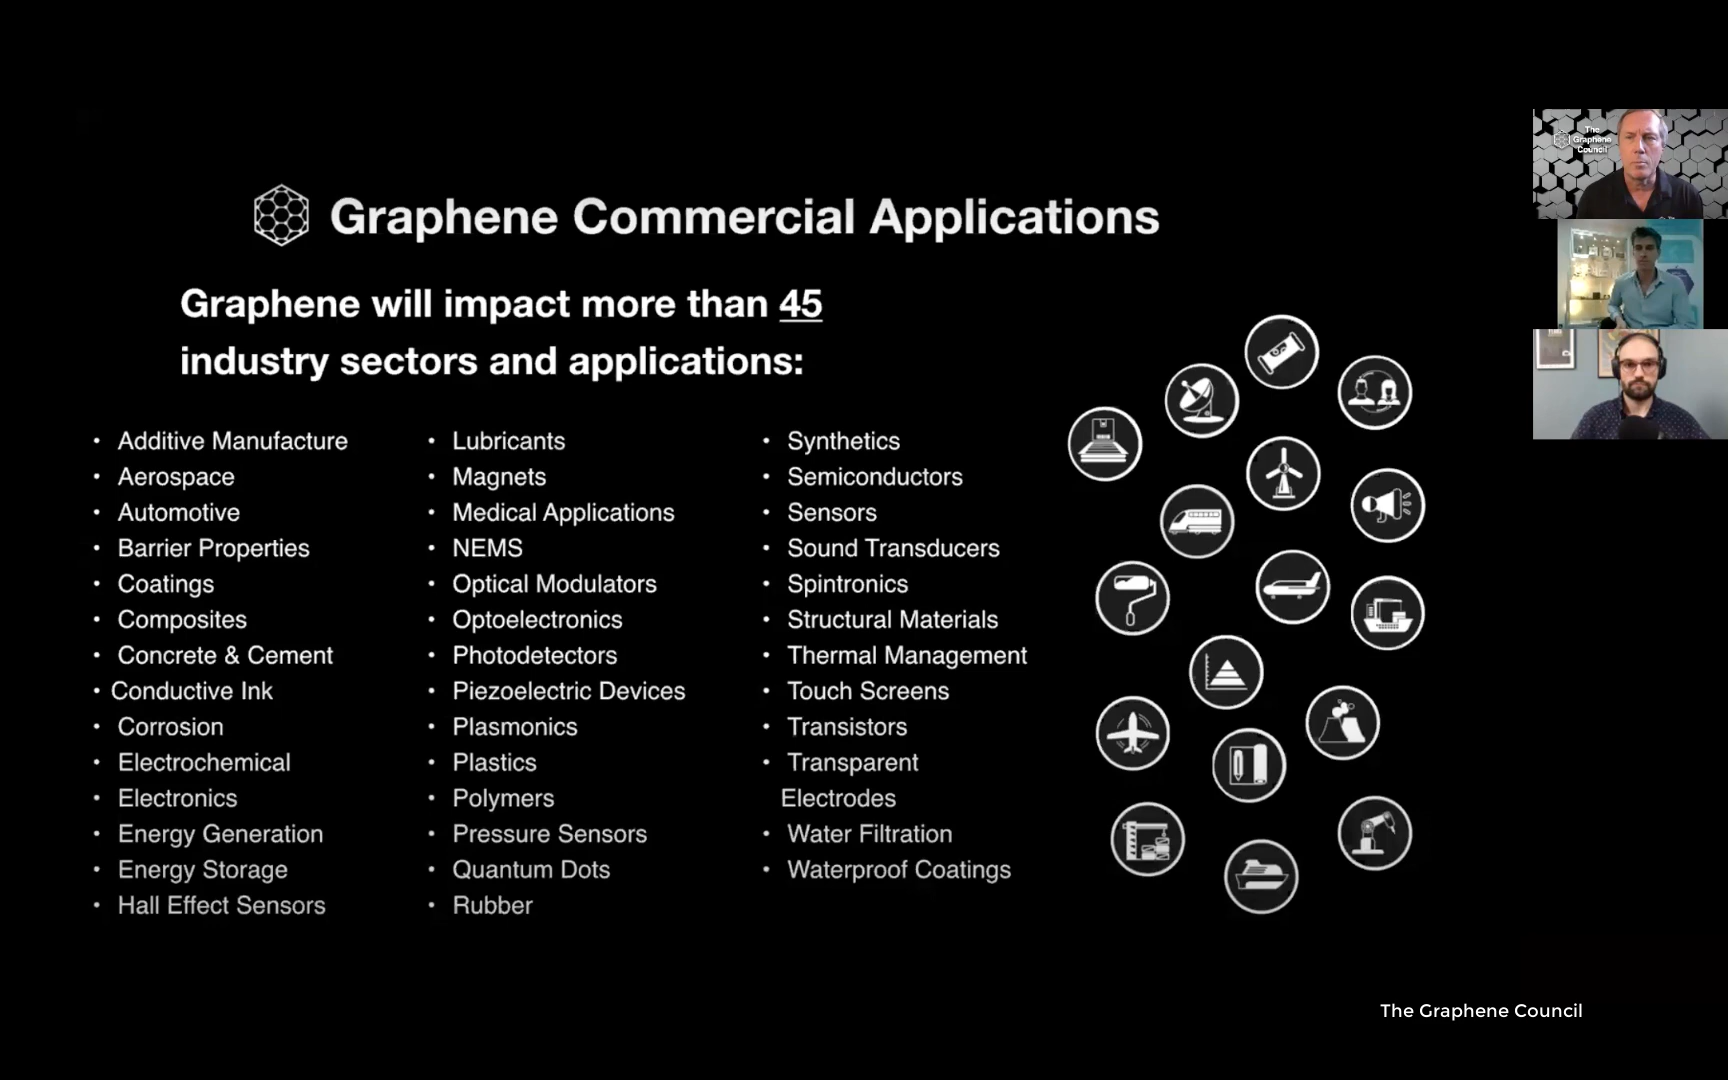 Graphene Commercial Applications
Graphene will impact more than 45
industry sectors and applications:
• Additive Manufacture
• Aerospace
• Automotive
• Barrier Properties
• Coatings
• Composites
• Concrete & Cement
• Conductive Ink
• Corrosion
• Electrochemical
• Electronics
• Energy Generation
• Energy Storage
• Hall Effect Sensors
• Lubricants
• Magnets
• Medical Applications
• NEMS
• Optical Modulators
• Optoelectronics
• Photodetectors
• Piezoelectric Devices
• Plasmonics
• Plastics
• Polymers
• Pressure Sensors
• Quantum Dots
• Rubber
• Synthetics
• Semiconductors
• Sensors
• Sound Transducers
• Spintronics
• Structural Materials
• Thermal Management
• Touch Screens
• Transistors
• Transparent
Electrodes
• Water Filtration
• Waterproof Coatings
The
Graphene
Council
The Graphene Council